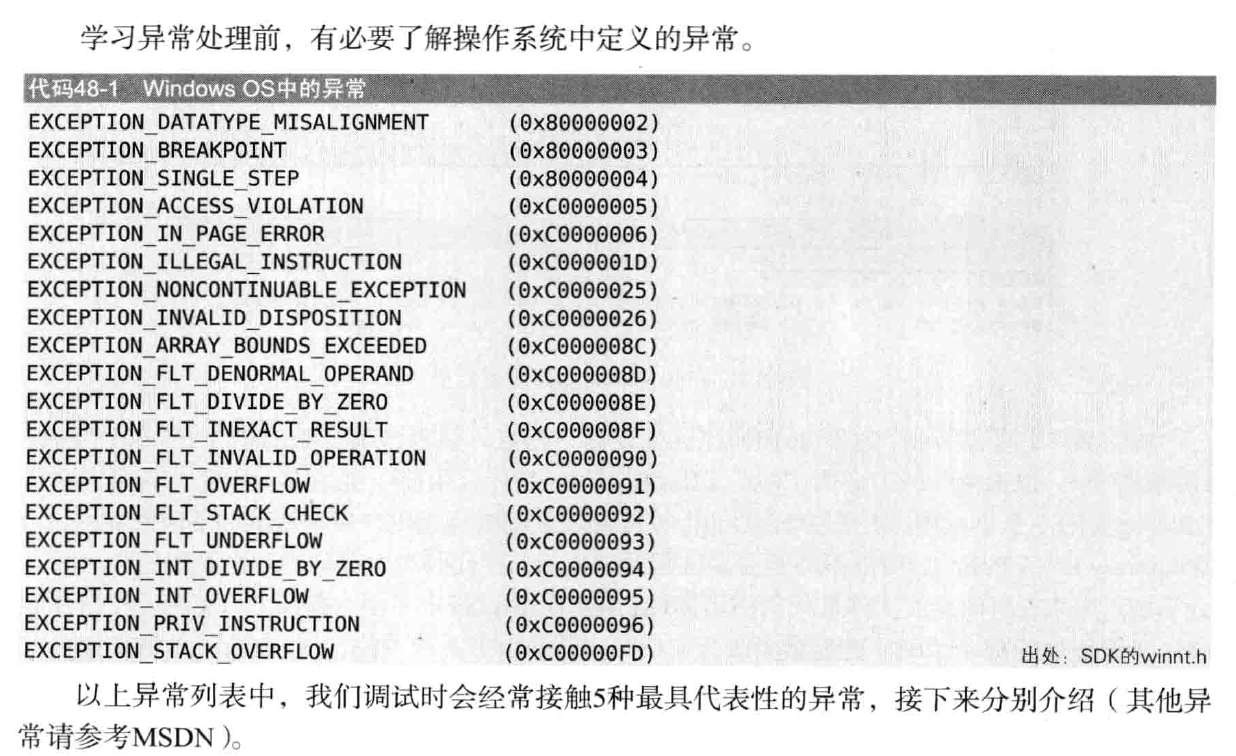 学习异常处理前，有必要了解操作系统中定义的异常。
代码48-1 Windows OS中的异常
EXCEPTION_DATATYPE_MISALIGNMENT (0x80000002)
EXCEPTION_BREAKPOINT (0x80000003)
EXCEPTION_SINGLE_STEP (0x80000004)
EXCEPTION_ACCESS_VIOLATION (0xC0000005)
EXCEPTION_IN_PAGE_ERROR (0xC0000006)
EXCEPTION_ILLEGAL_INSTRUCTION (0xC000001D)
EXCEPTION_NONCONTINUABLE_EXCEPTION (0xC0000025)
EXCEPTION_INVALID_DISPOSITION (0xC0000026)
EXCEPTION_ARRAY_BOUNDS_EXCEEDED (0xC000008C)
EXCEPTION_FLT_DENORMAL_OPERAND (0xC000008D)
EXCEPTION_FLT_DIVIDE_BY_ZERO (0xC000008E)
EXCEPTION_FLT_INEXACT_RESULT (0xC000008F)
EXCEPTION_FLT_INVALID_OPERATION (0xC0000090)
EXCEPTION_FLT_OVERFLOW (0xC0000091)
EXCEPTION_FLT_STACK_CHECK (0xC0000092)
EXCEPTION_FLT_UNDERFLOW (0xC0000093)
EXCEPTION_INT_DIVIDE_BY_ZERO (0xC0000094)
EXCEPTION_INT_OVERFLOW (0xC0000095)
EXCEPTION_PRIV_INSTRUCTION (0xC0000096)
EXCEPTION_STACK_OVERFLOW (0xC00000FD) 出处：SDK的winnt.h
以上异常列表中，我们调试时会经常接触5种最具代表性的异常，接下来分别介绍（其他异
常请参考MSDN）。